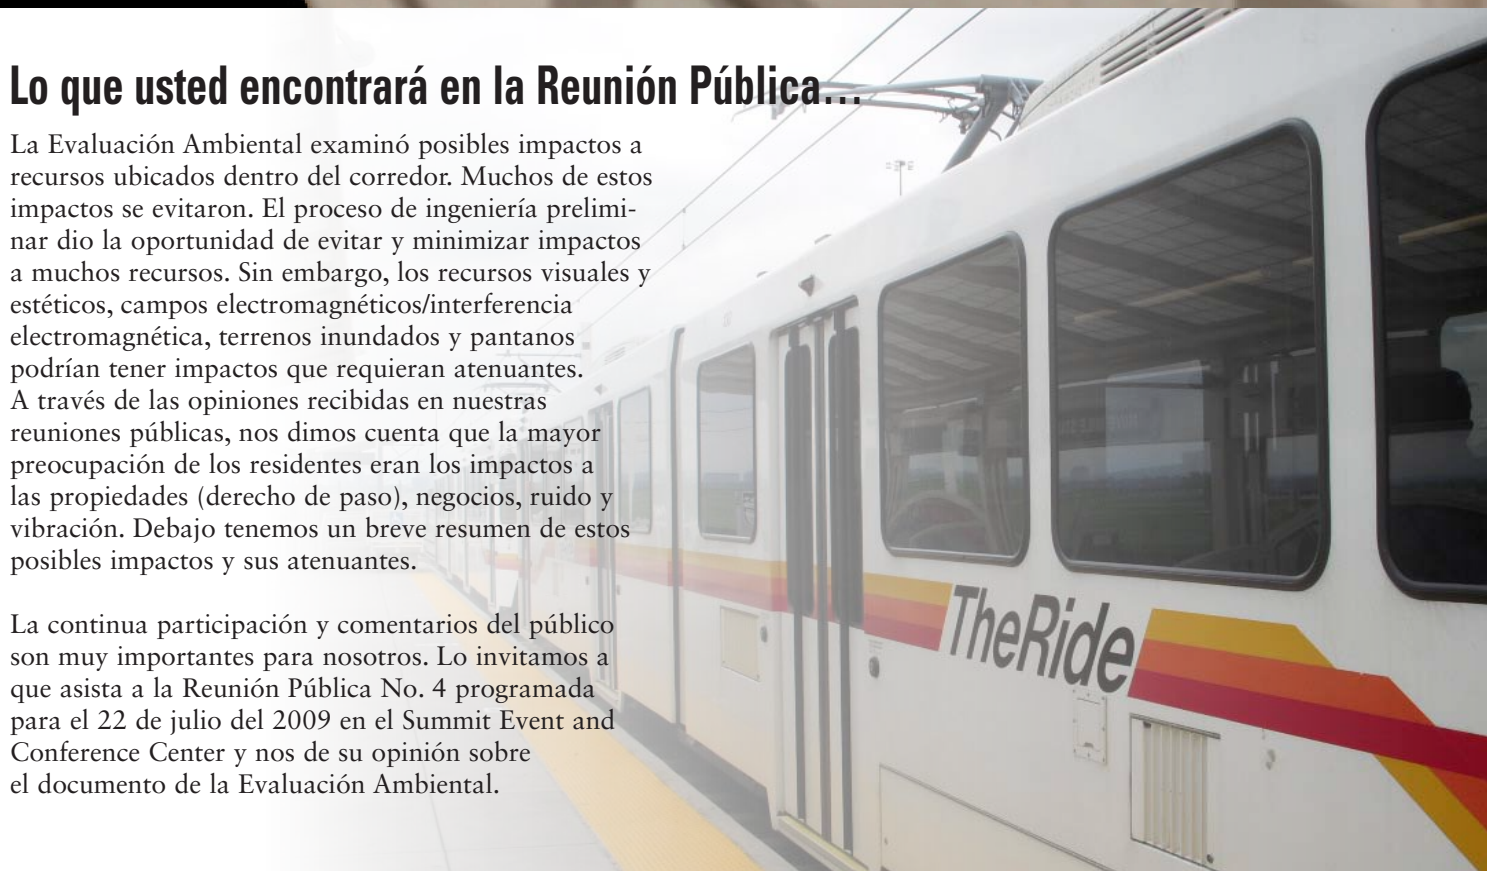 Lo que usted encontrará en la Reunión Pública...
La Evaluación Ambiental examinó posibles impactos a
recursos ubicados dentro del corredor. Muchos de estos
impactos se evitaron. El proceso de ingeniería prelimi-
nar dio la oportunidad de evitar y minimizar impactos
a muchos recursos. Sin embargo, los recursos visuales y
estéticos, campos electromagnéticos/interferencia
electromagnética, terrenos inundados y pantanos
podrían tener impactos que requieran atenuantes.
A través de las opiniones recibidas en nuestras
reuniones públicas, nos dimos cuenta que la mayor
preocupación de los residentes eran los impactos a
las propiedades (derecho de paso), negocios, ruido y
vibración. Debajo tenemos un breve resumen de estos
posibles impactos y sus atenuantes.
La continua participación y comentarios del público
son muy importantes para nosotros. Lo invitamos a
que asista a la Reunión Pública No. 4 programada
para el 22 de julio del 2009 en el Summit Event and
Conference Center y nos de su opinión sobre
el documento de la Evaluación Ambiental.
TheRide